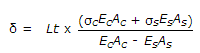 δ = Lt x (σcEcAc + σsEsAs) / EcAc - EsAs